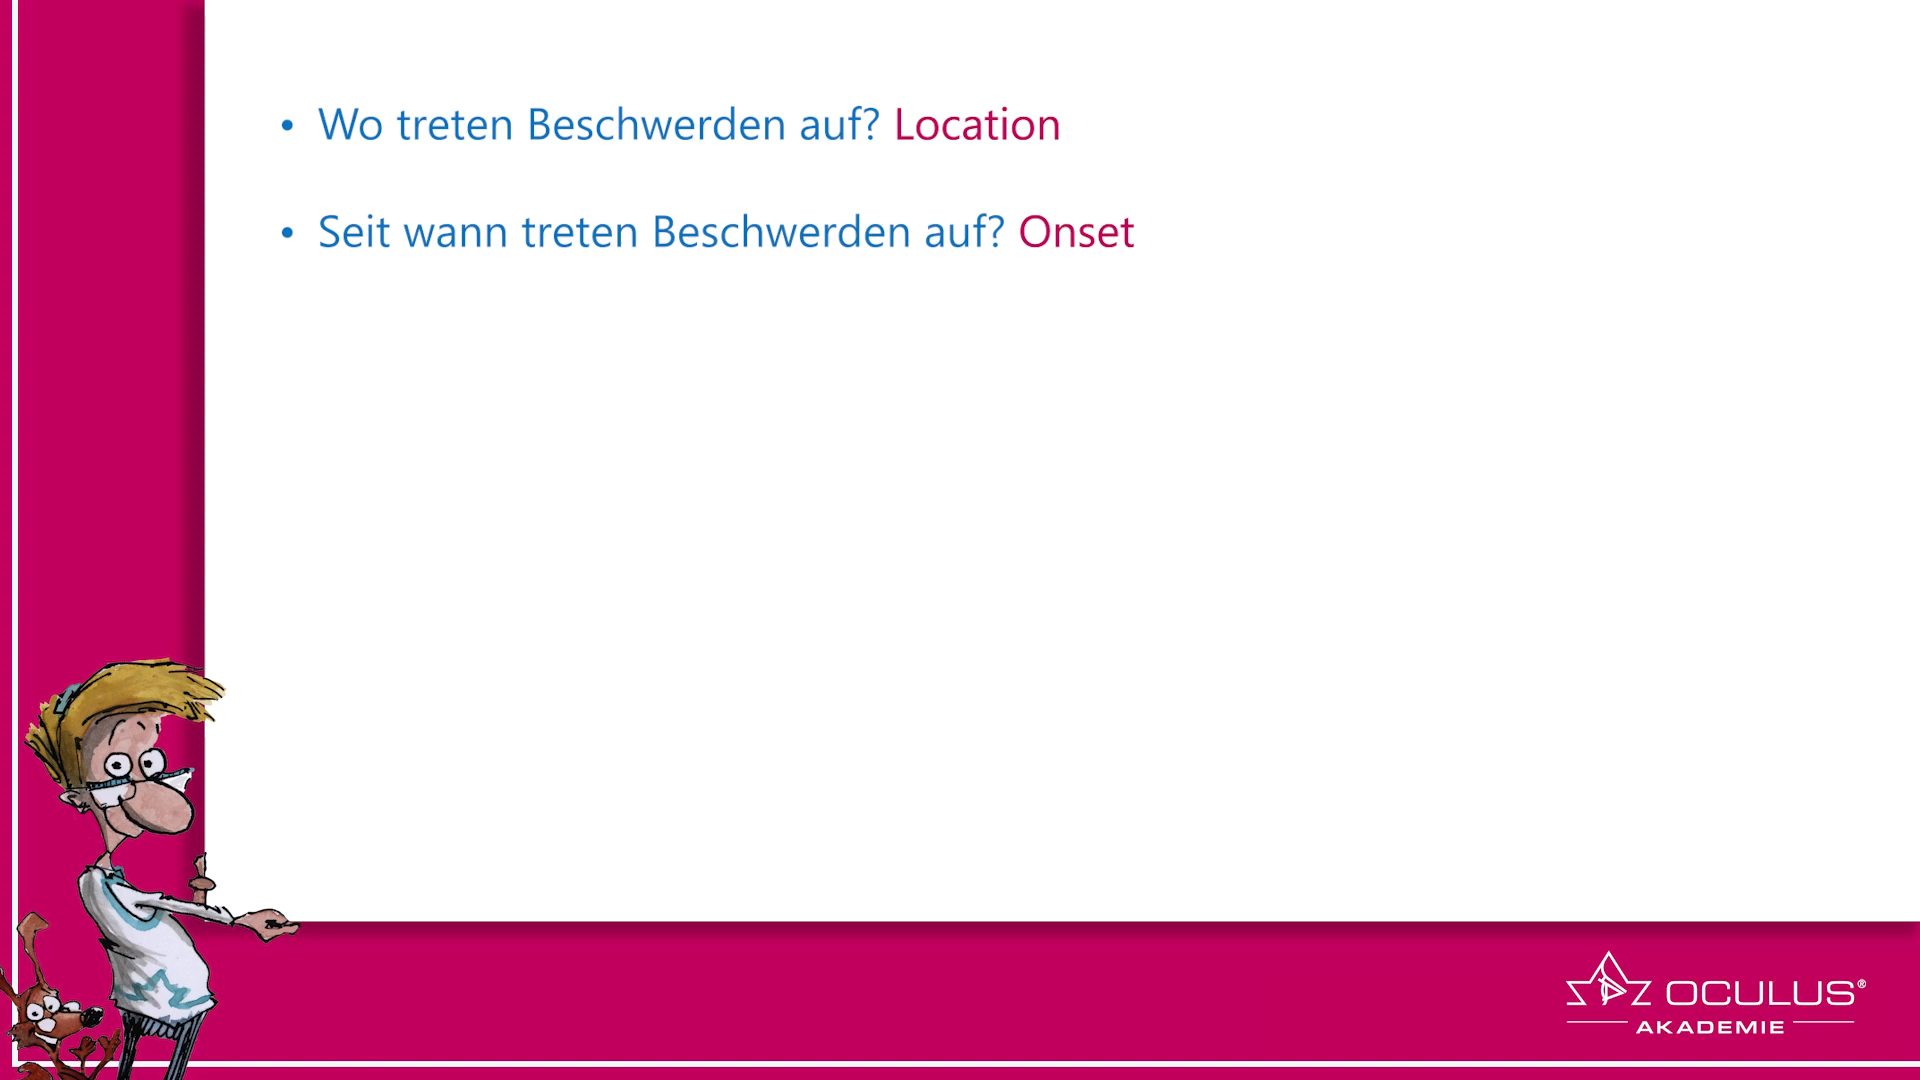 • Wo treten Beschwerden auf? Location
• Seit wann treten Beschwerden auf? Onset
OCULUS®
AKADEMIE